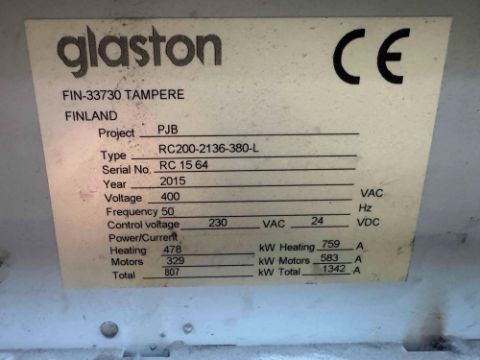 glaston CE
FIN-33730 TAMPERE
FINLAND
Project PJB
Type RC200-2136-380-L
Serial No. RC 15 64
Year 2015
Voltage 400 VAC
Frequency 50 Hz
Control voltage 230 VAC 24 VDC
Power/Current
Heating 478 kW Heating 759 A
Motors 329 kW Motors 583 A
Total 807 kW Total 1342 A